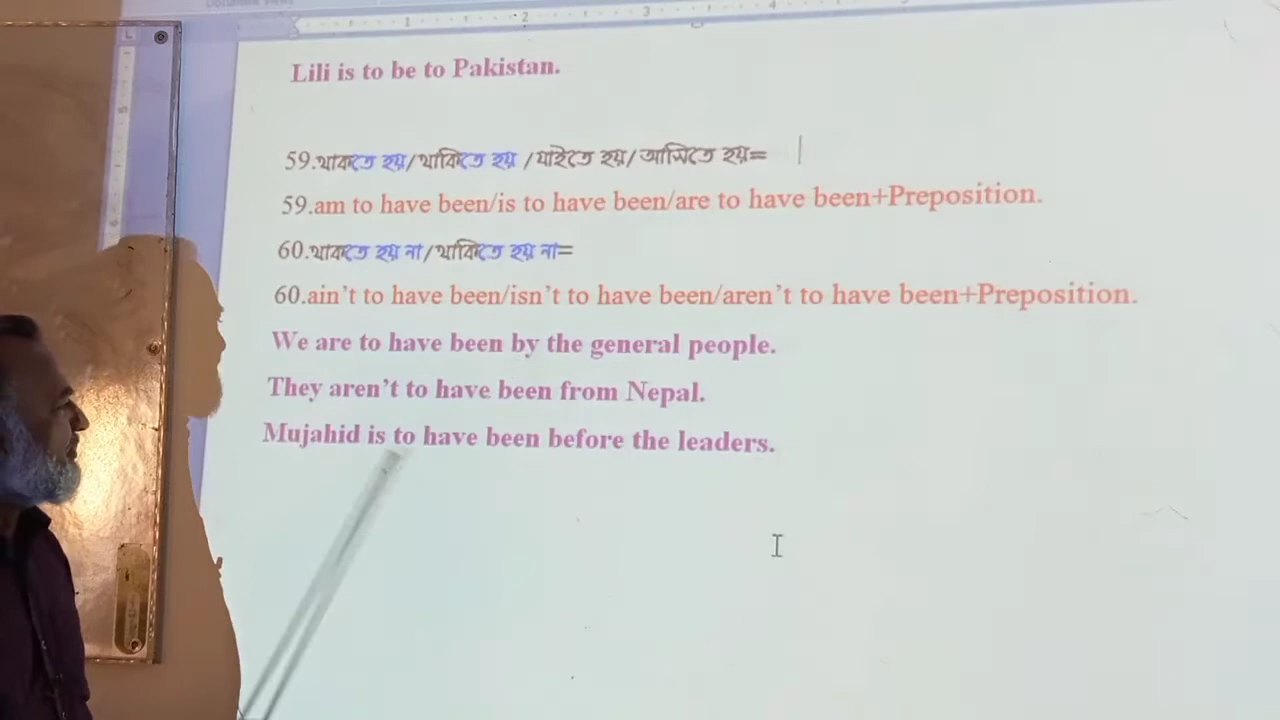 Lili is to be to Pakistan.
59.থাকতে হয়/থাকিতে হয় /যাইতে হয়/আসিতে হয়=
59.am to have been/is to have been/are to have been+Preposition.
60.থাকতে হয় না/থাকিতে হয় না=
60.ain't to have been/isn't to have been/aren't to have been+Preposition.
We are to have been by the general people.
They aren't to have been from Nepal.
Mujahid is to have been before the leaders.